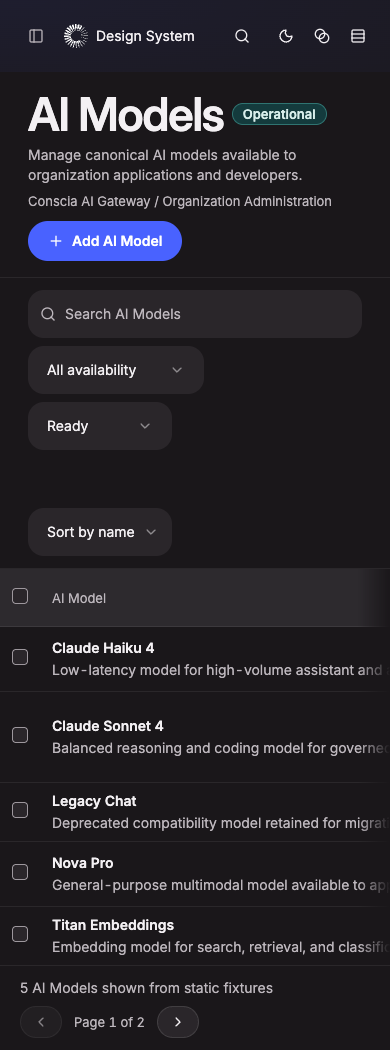 Design System
AI Models
Operational
Manage canonical AI models available to
organization applications and developers.
Conscia AI Gateway / Organization Administration
Add AI Model
Search AI Models
All availability
Ready
Sort by name
AI Model
Claude Haiku 4
Low-latency model for high-volume assistant and
Claude Sonnet 4
Balanced reasoning and coding model for governed
Legacy Chat
Deprecated compatibility model retained for migrat
Nova Pro
General-purpose multimodal model available to ap
Titan Embeddings
Embedding model for search, retrieval, and classific
5 AI Models shown from static fixtures
Page 1 of 2